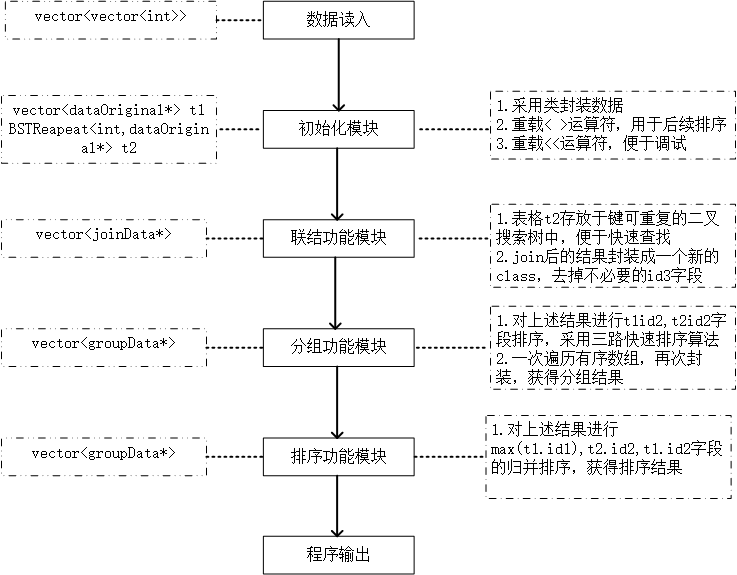 vector<vector<int>>
数据读入
vector<dataOriginal*> t1
BSTReapeat<int,dataOrigin
al*> t2
初始化模块
1.采用类封装数据
2.重载< >运算符，用于后续排序
3.重载<<运算符，便于调试
vector<joinData*>
联结功能模块
1.表格t2存放于键可重复的二叉
搜索树中，便于快速查找
2.join后的结果封装成一个新的
class，去掉不必要的id3字段
vector<groupData*>
分组功能模块
1.对上述结果进行t1id2,t2id2字
段排序，采用三路快速排序算法
2.一次遍历有序数组，再次封
装，获得分组结果
vector<groupData*>
排序功能模块
1.对上述结果进行
max(t1.id1),t2.id2,t1.id2字段
的归并排序，获得排序结果
程序输出